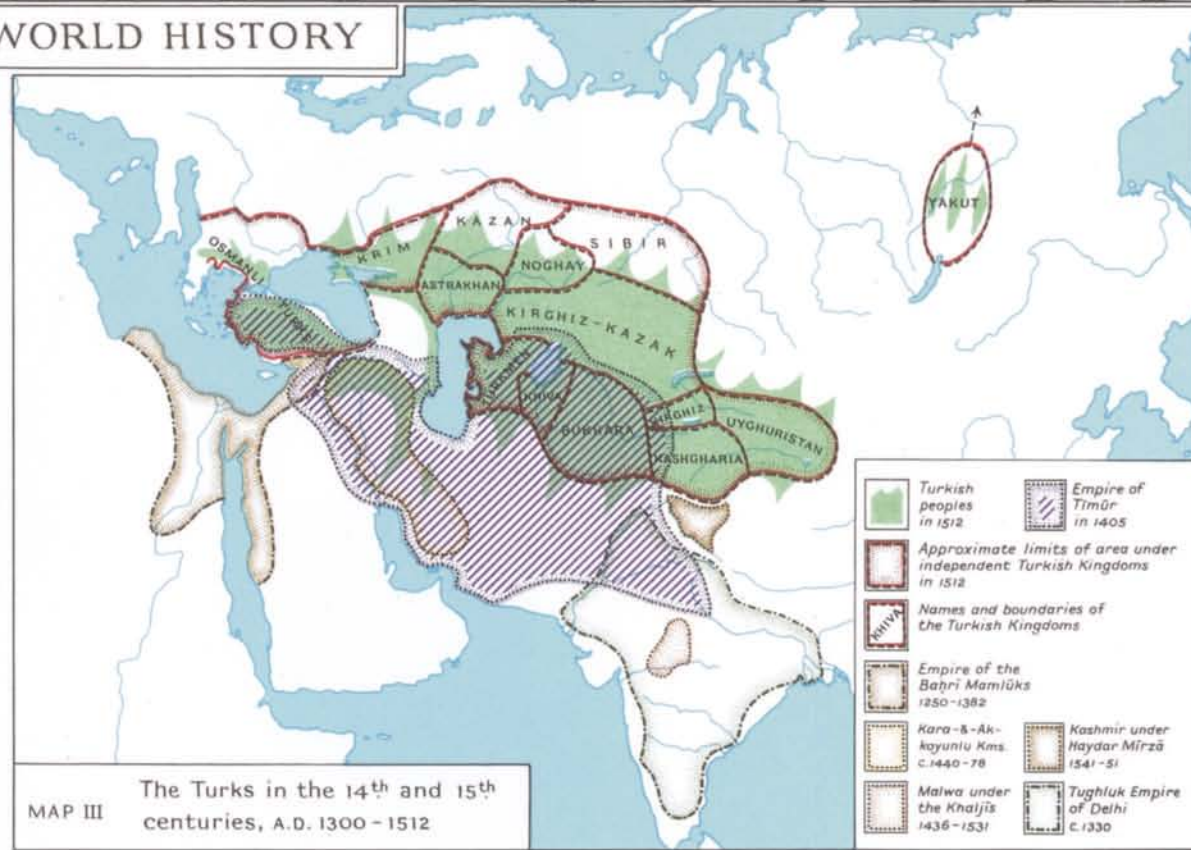 WORLD HISTORY
YAKUT
KAZAN
SIBIR
KRIM
NOGHAY
OSMANLI
ASTRAKHAN
KIRGHIZ-KAZAK
KHIVA
BUKHARA
UYGHURISTAN
KASHGHARIA
Turkish
peoples
in 1512
Empire of
Tīmūr
in 1405
Approximate limits of area under
independent Turkish Kingdoms
in 1512
KHIVA
Names and boundaries of
the Turkish Kingdoms
Empire of the
Baḥrī Mamlūks
1250-1382
Kara-&-Ak-
koyunlu Kms.
c.1440-78
Kashmir under
Haydar Mīrzā
1541-51
Malwa under
the Khaljīs
1436-1531
Tughluk Empire
of Delhi
c.1330
MAP III
The Turks in the 14th and 15th
centuries, A.D. 1300-1512